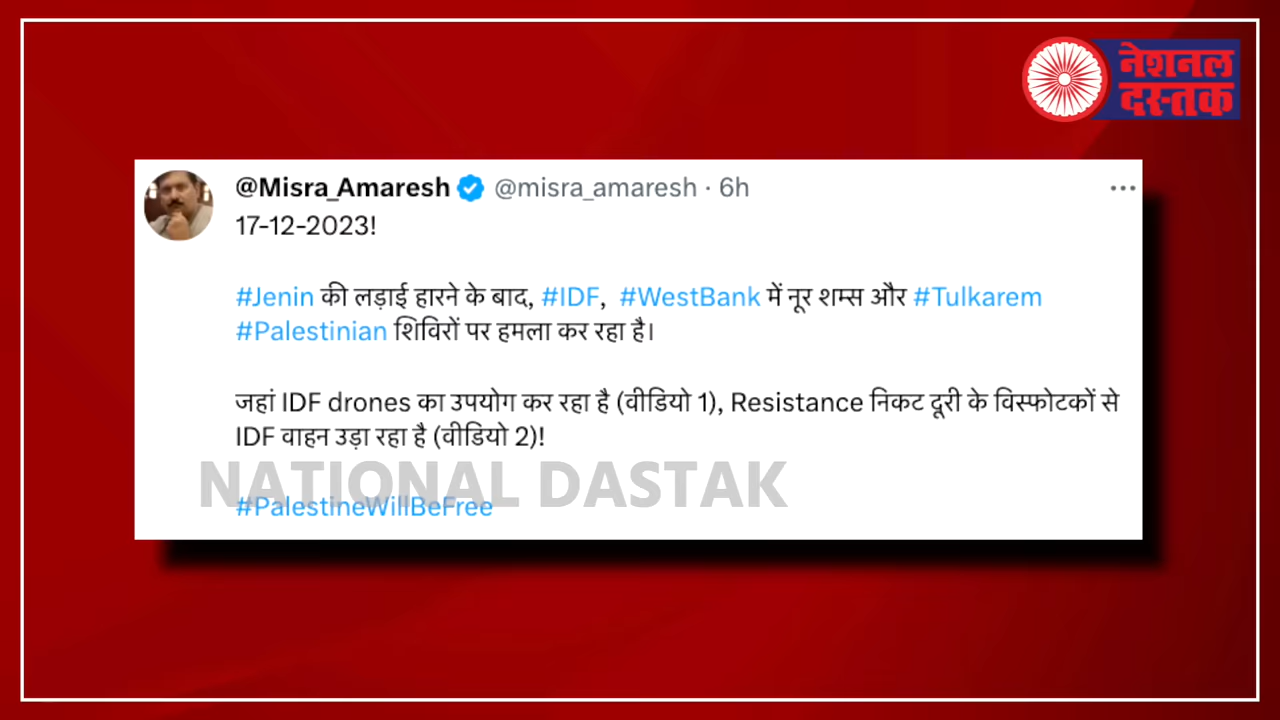 नेशनल
दस्तक
@Misra_Amaresh @misra_amaresh · 6h
17-12-2023!
#Jenin की लड़ाई हारने के बाद, #IDF, #WestBank में नूर शम्स और #Tulkarem
#Palestinian शिविरों पर हमला कर रहा है।
जहां IDF drones का उपयोग कर रहा है (वीडियो 1), Resistance निकट दूरी के विस्फोटकों से
IDF वाहन उड़ा रहा है (वीडियो 2)!
NATIONAL DASTAK
#PalestineWillBeFree